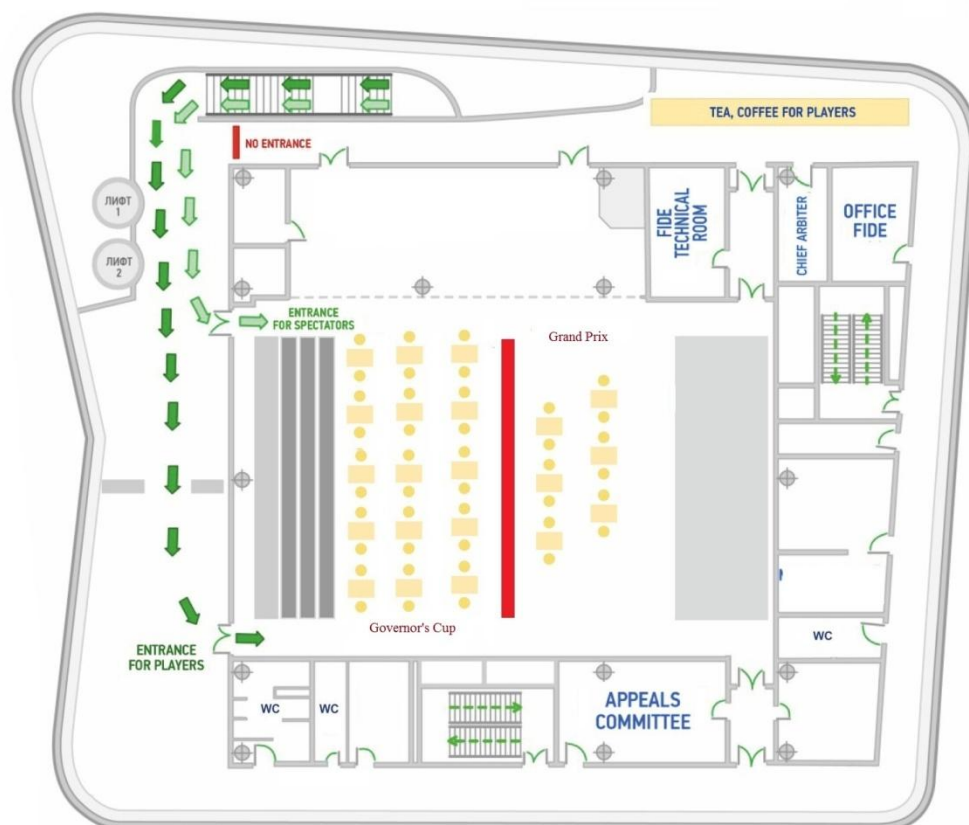 TEA, COFFEE FOR PLAYERS
NO ENTRANCE
ЛИФТ
1
ЛИФТ
2
FIDE
TECHNICAL
ROOM
CHIEF ARBITER
OFFICE
FIDE
ENTRANCE
FOR SPECTATORS
Grand Prix
Governor's Cup
ENTRANCE
FOR PLAYERS
WC
WC
WC
APPEALS
COMMITTEE